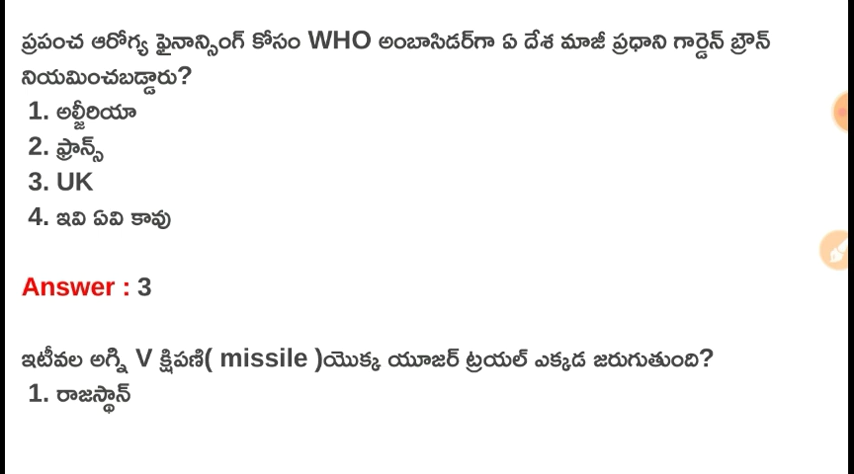 ప్రపంచ ఆరోగ్య ఫైనాన్సింగ్ కోసం WHO అంబాసిడర్‌గా ఏ దేశ మాజీ ప్రధాని గార్డెన్ బ్రౌన్
నియమించబడ్డారు?
1. అల్జీరియా
2. ఫ్రాన్స్
3. UK
4. ఇవి ఏవి కావు
Answer : 3
ఇటీవల అగ్ని V క్షిపణి( missile )యొక్క యూజర్ ట్రయల్ ఎక్కడ జరుగుతుంది?
1. రాజస్థాన్